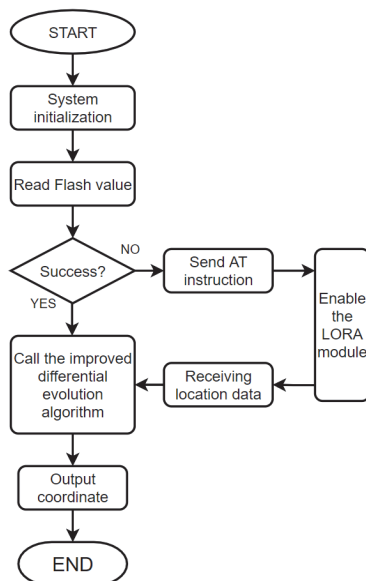 START
System
initialization
Read Flash value
Success?
NO
YES
Send AT
instruction
Enable
the
LORA
module
Receiving
location data
Call the improved
differential
evolution
algorithm
Output
coordinate
END